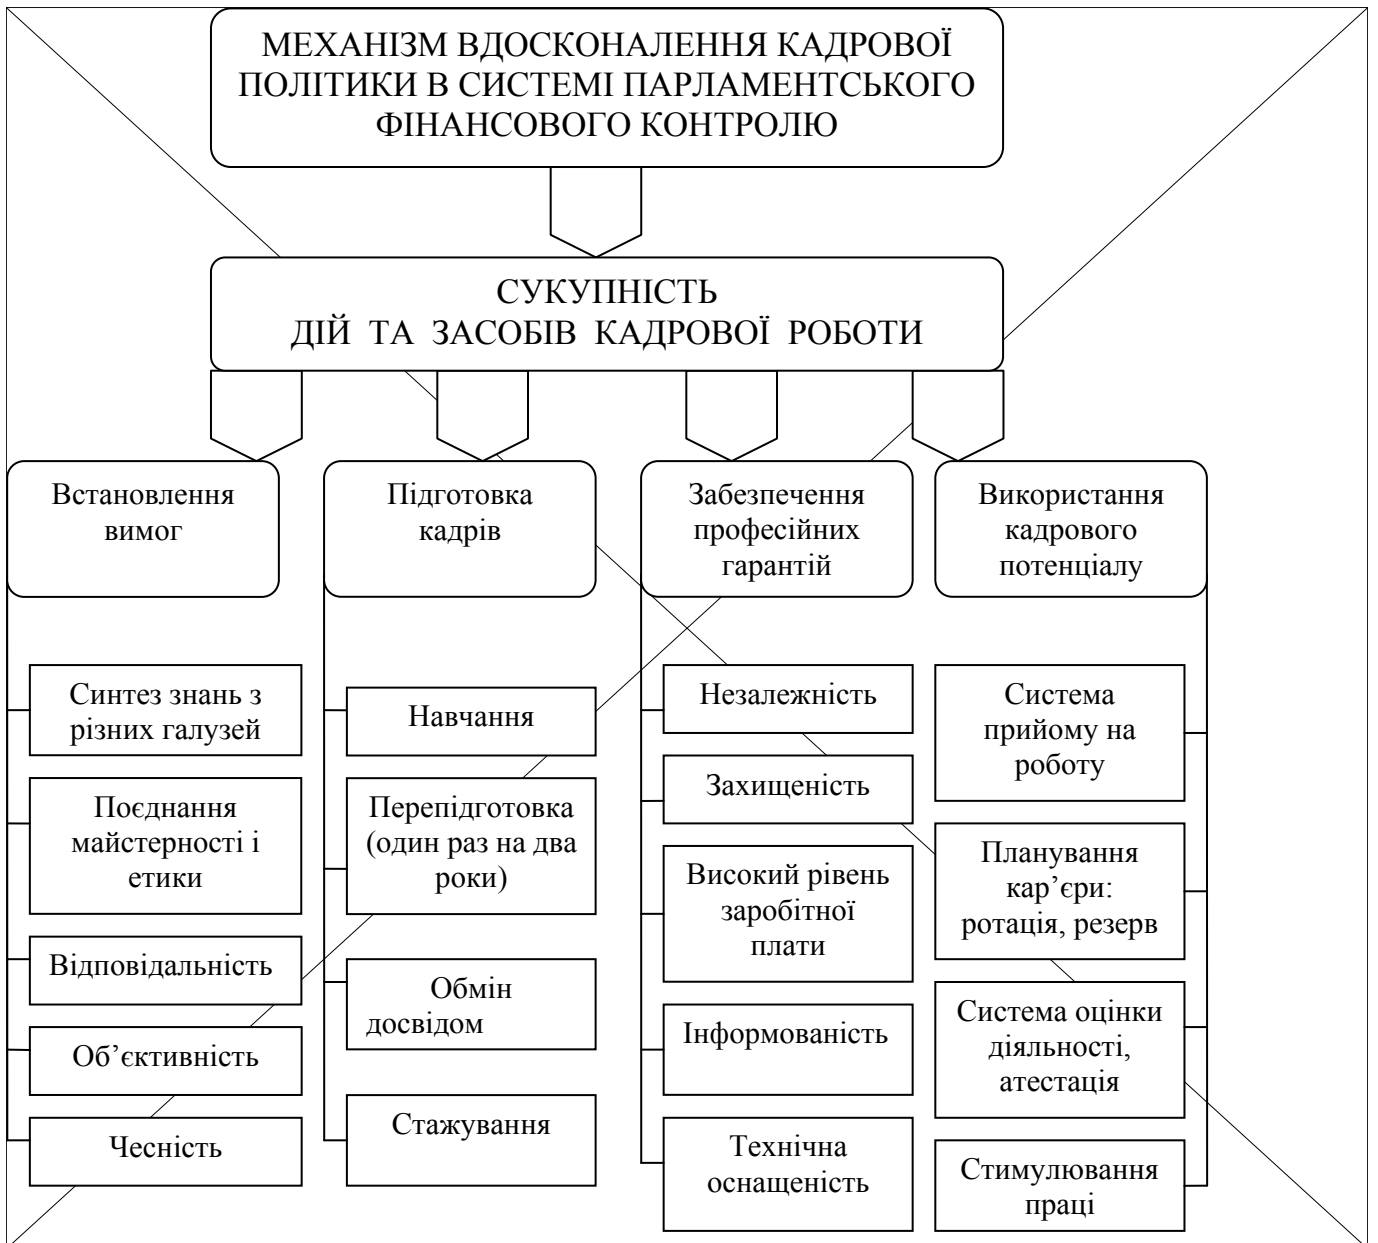 МЕХАНІЗМ ВДОСКОНАЛЕННЯ КАДРОВОЇ
ПОЛІТИКИ В СИСТЕМІ ПАРЛАМЕНТСЬКОГО
ФІНАНСОВОГО КОНТРОЛЮ
СУКУПНІСТЬ
ДІЙ ТА ЗАСОБІВ КАДРОВОЇ РОБОТИ
Встановлення
вимог
Синтез знань з
різних галузей
Поєднання
майстерності і
етики
Відповідальність
Об’єктивність
Чесність
Підготовка
кадрів
Навчання
Перепідготовка
(один раз на два
роки)
Обмін
досвідом
Стажування
Забезпечення
професійних
гарантій
Незалежність
Захищеність
Високий рівень
заробітної
плати
Інформованість
Технічна
оснащеність
Використання
кадрового
потенціалу
Система
прийому на
роботу
Планування
кар’єри:
ротація, резерв
Система оцінки
діяльності,
атестація
Стимулювання
праці